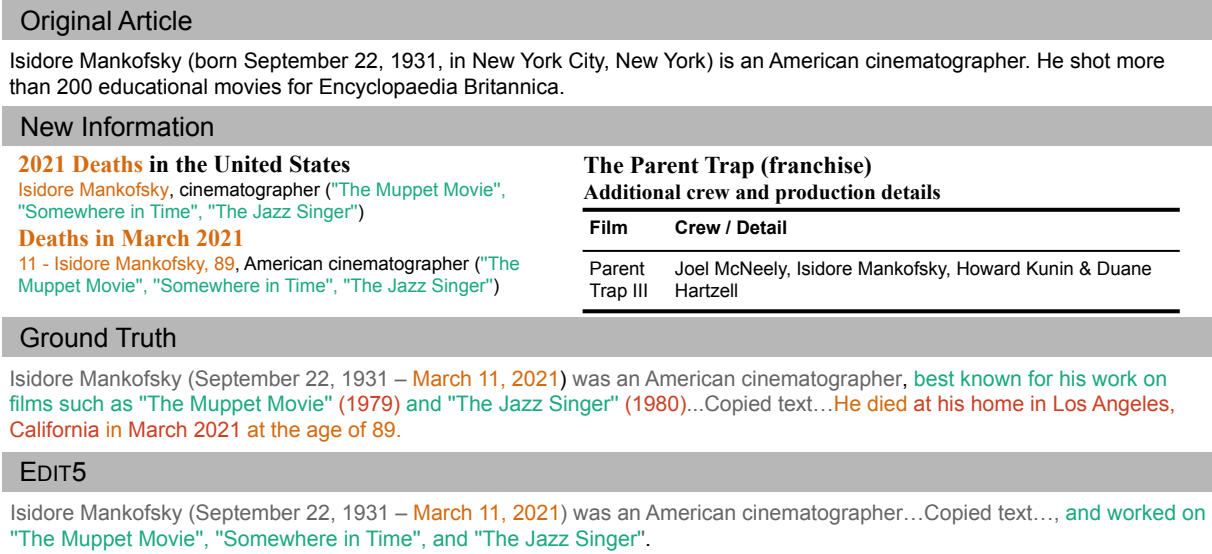 Original Article
Isidore Mankofsky (born September 22, 1931, in New York City, New York) is an American cinematographer. He shot more
than 200 educational movies for Encyclopaedia Britannica.
New Information
2021 Deaths in the United States
Isidore Mankofsky, cinematographer ("The Muppet Movie",
"Somewhere in Time", "The Jazz Singer")
Deaths in March 2021
11 - Isidore Mankofsky, 89, American cinematographer ("The
Muppet Movie", "Somewhere in Time", "The Jazz Singer")
The Parent Trap (franchise)
Additional crew and production details
Film Crew / Detail
Parent Joel McNeely, Isidore Mankofsky, Howard Kunin & Duane
Trap III Hartzell
Ground Truth
Isidore Mankofsky (September 22, 1931 – March 11, 2021) was an American cinematographer, best known for his work on
films such as "The Muppet Movie" (1979) and "The Jazz Singer" (1980)...Copied text…He died at his home in Los Angeles,
California in March 2021 at the age of 89.
EDIT5
Isidore Mankofsky (September 22, 1931 – March 11, 2021) was an American cinematographer…Copied text…, and worked on
"The Muppet Movie", "Somewhere in Time", and "The Jazz Singer".